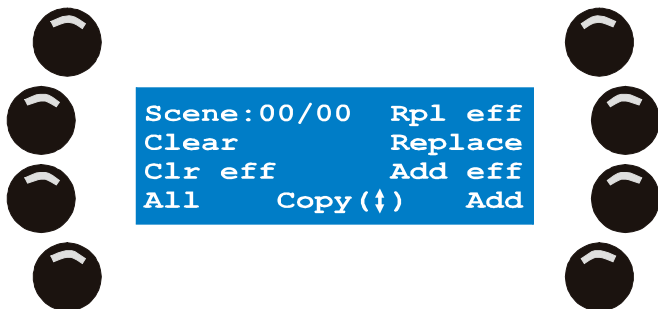 Scene:00/00 Rpl eff
Clear Replace
Clr eff Add eff
All Copy(↕) Add